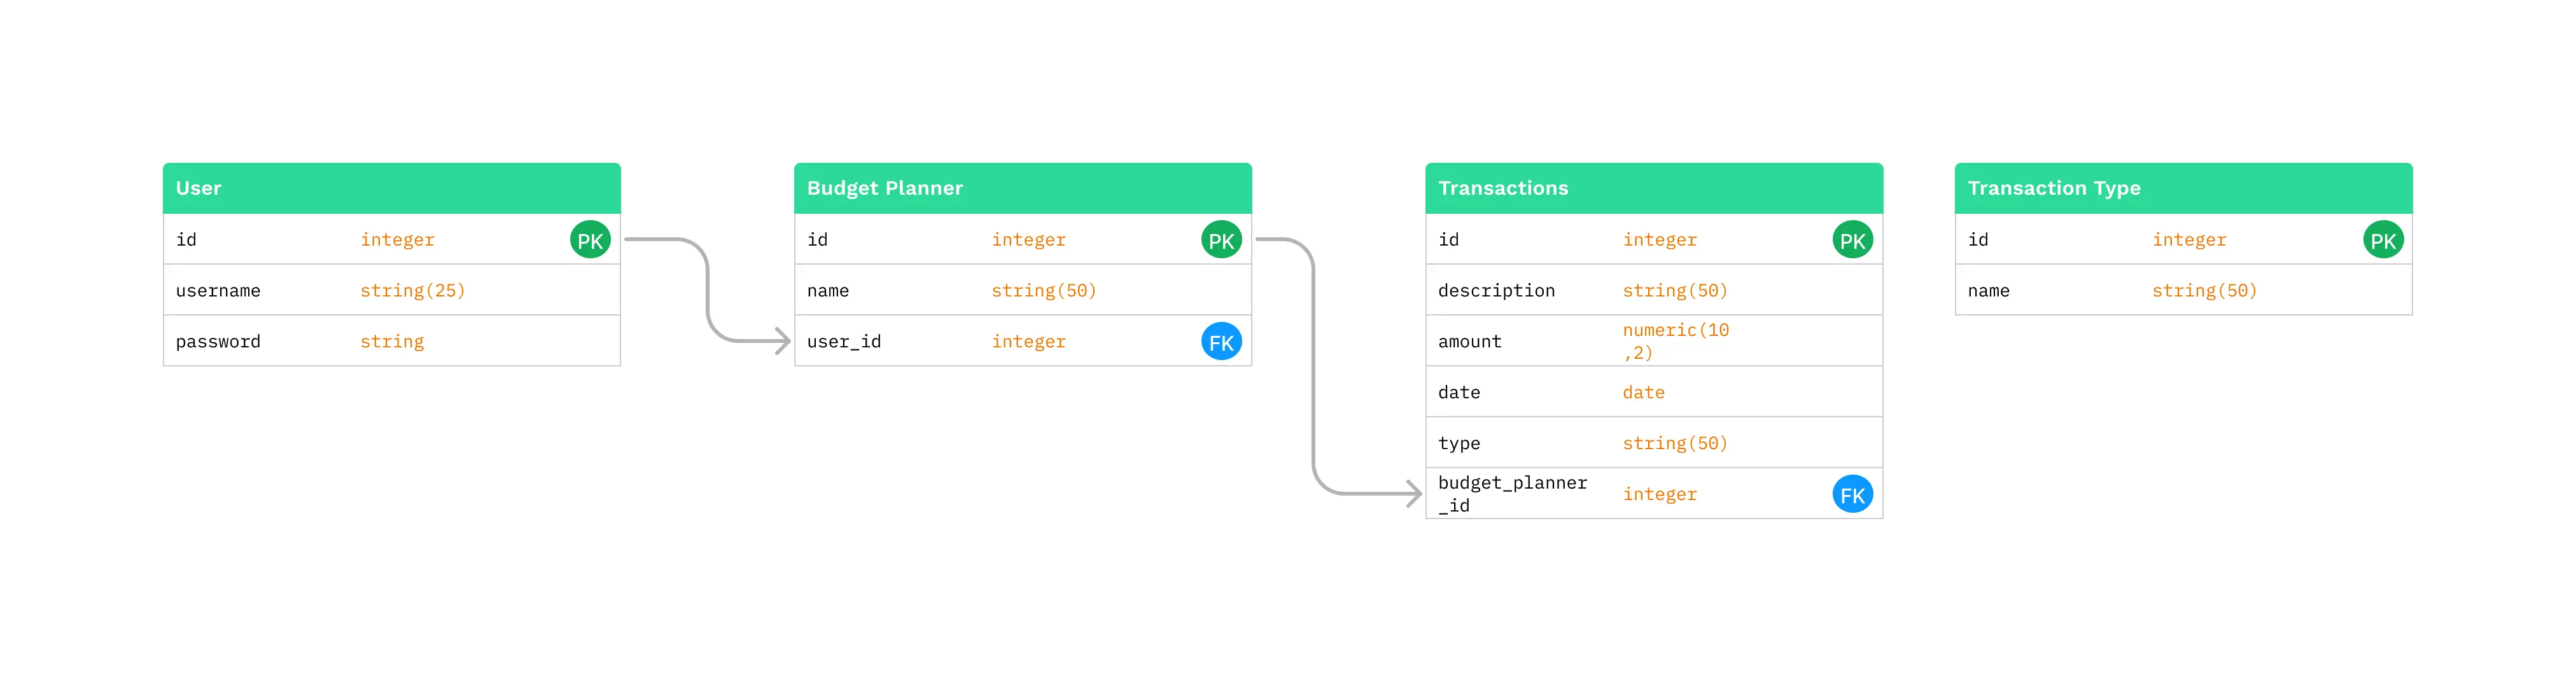 User
id integer PK
username string(25)
password string
Budget Planner
id integer PK
name string(50)
user_id integer FK
Transactions
id integer PK
description string(50)
amount numeric(10
,2)
date date
type string(50)
budget_planner
_id integer FK
Transaction Type
id integer PK
name string(50)